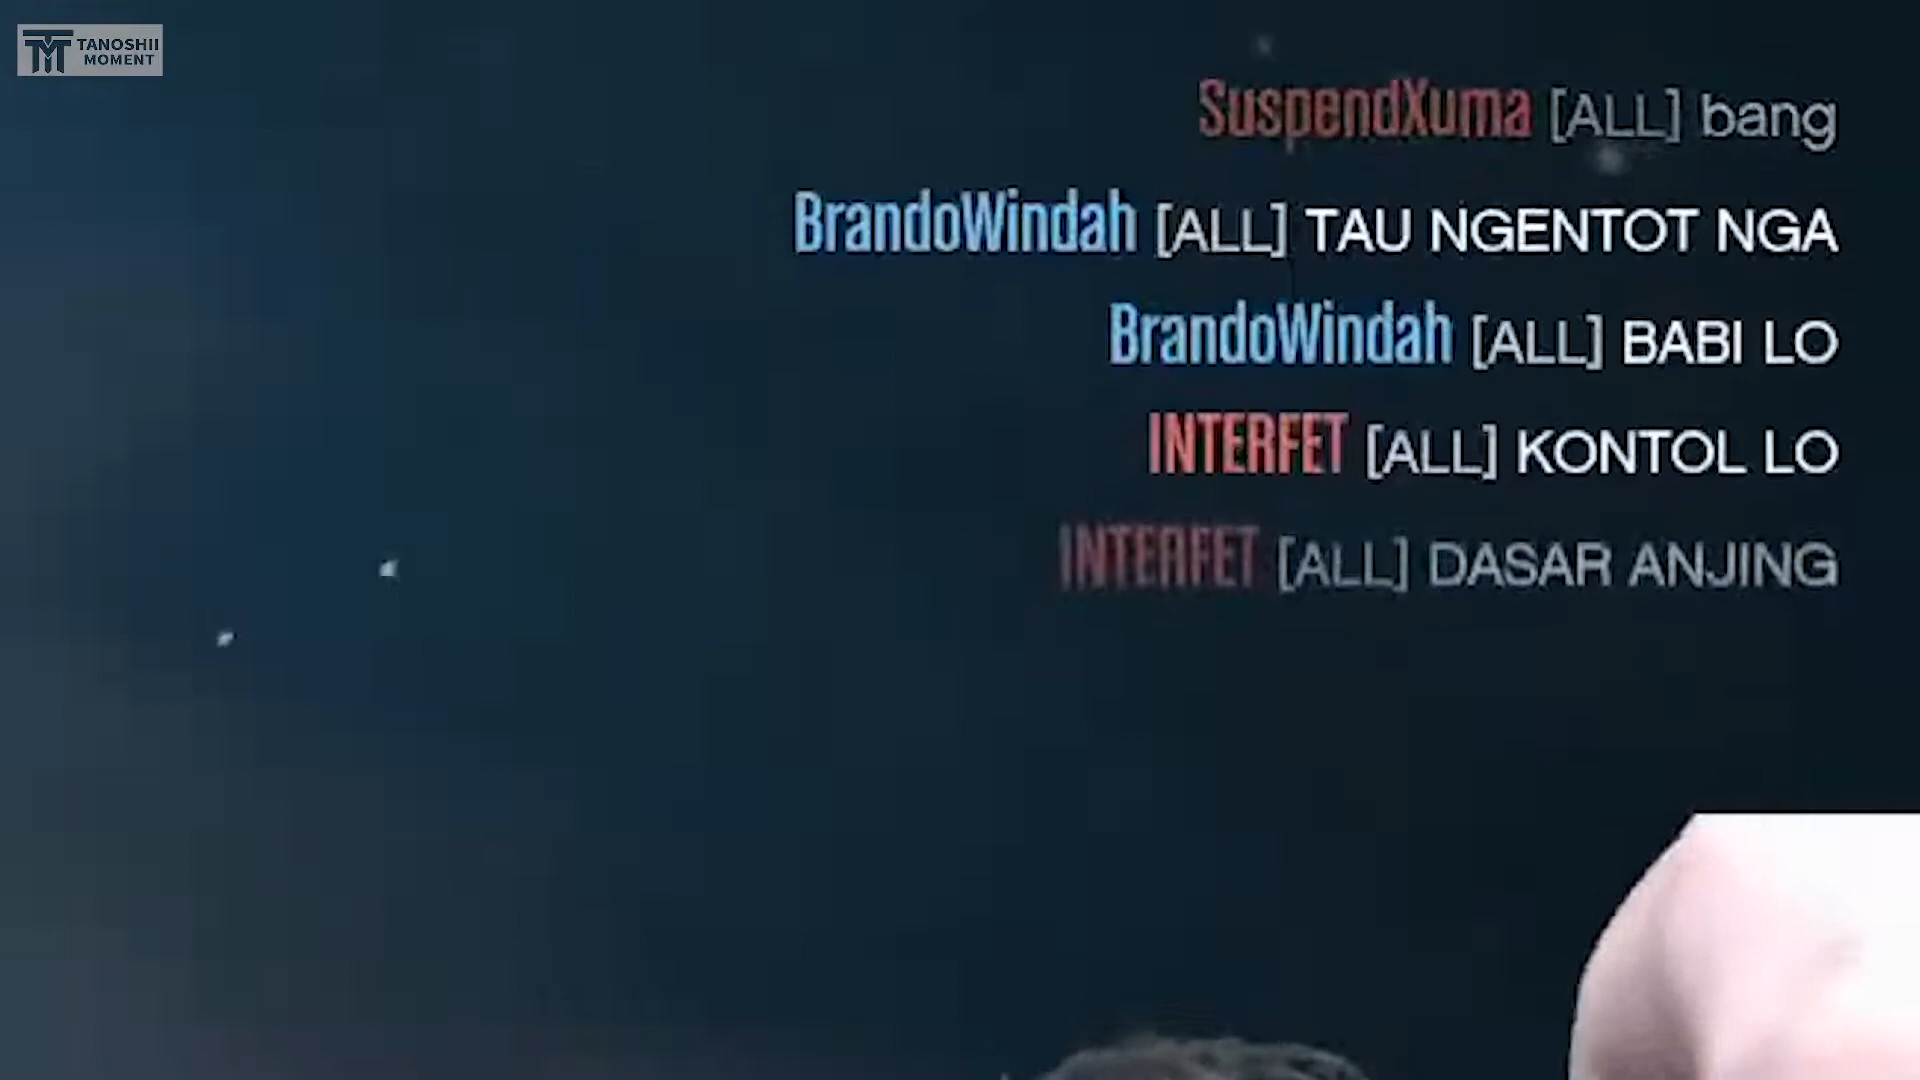 TANOSHII
MOMENT
SuspendXuma [ALL] bang
BrandoWindah [ALL] TAU NGENTOT NGA
BrandoWindah [ALL] BABI LO
INTERFET [ALL] KONTOL LO
INTERFET [ALL] DASAR ANJING